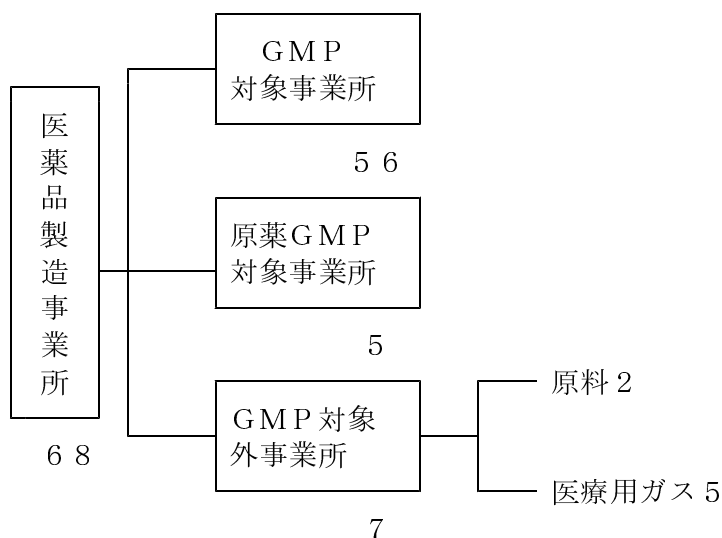 医薬品製造事業所
６８
ＧＭＰ
対象事業所
５６
原薬ＧＭＰ
対象事業所
５
ＧＭＰ対象
外事業所
７
原料２
医療用ガス５